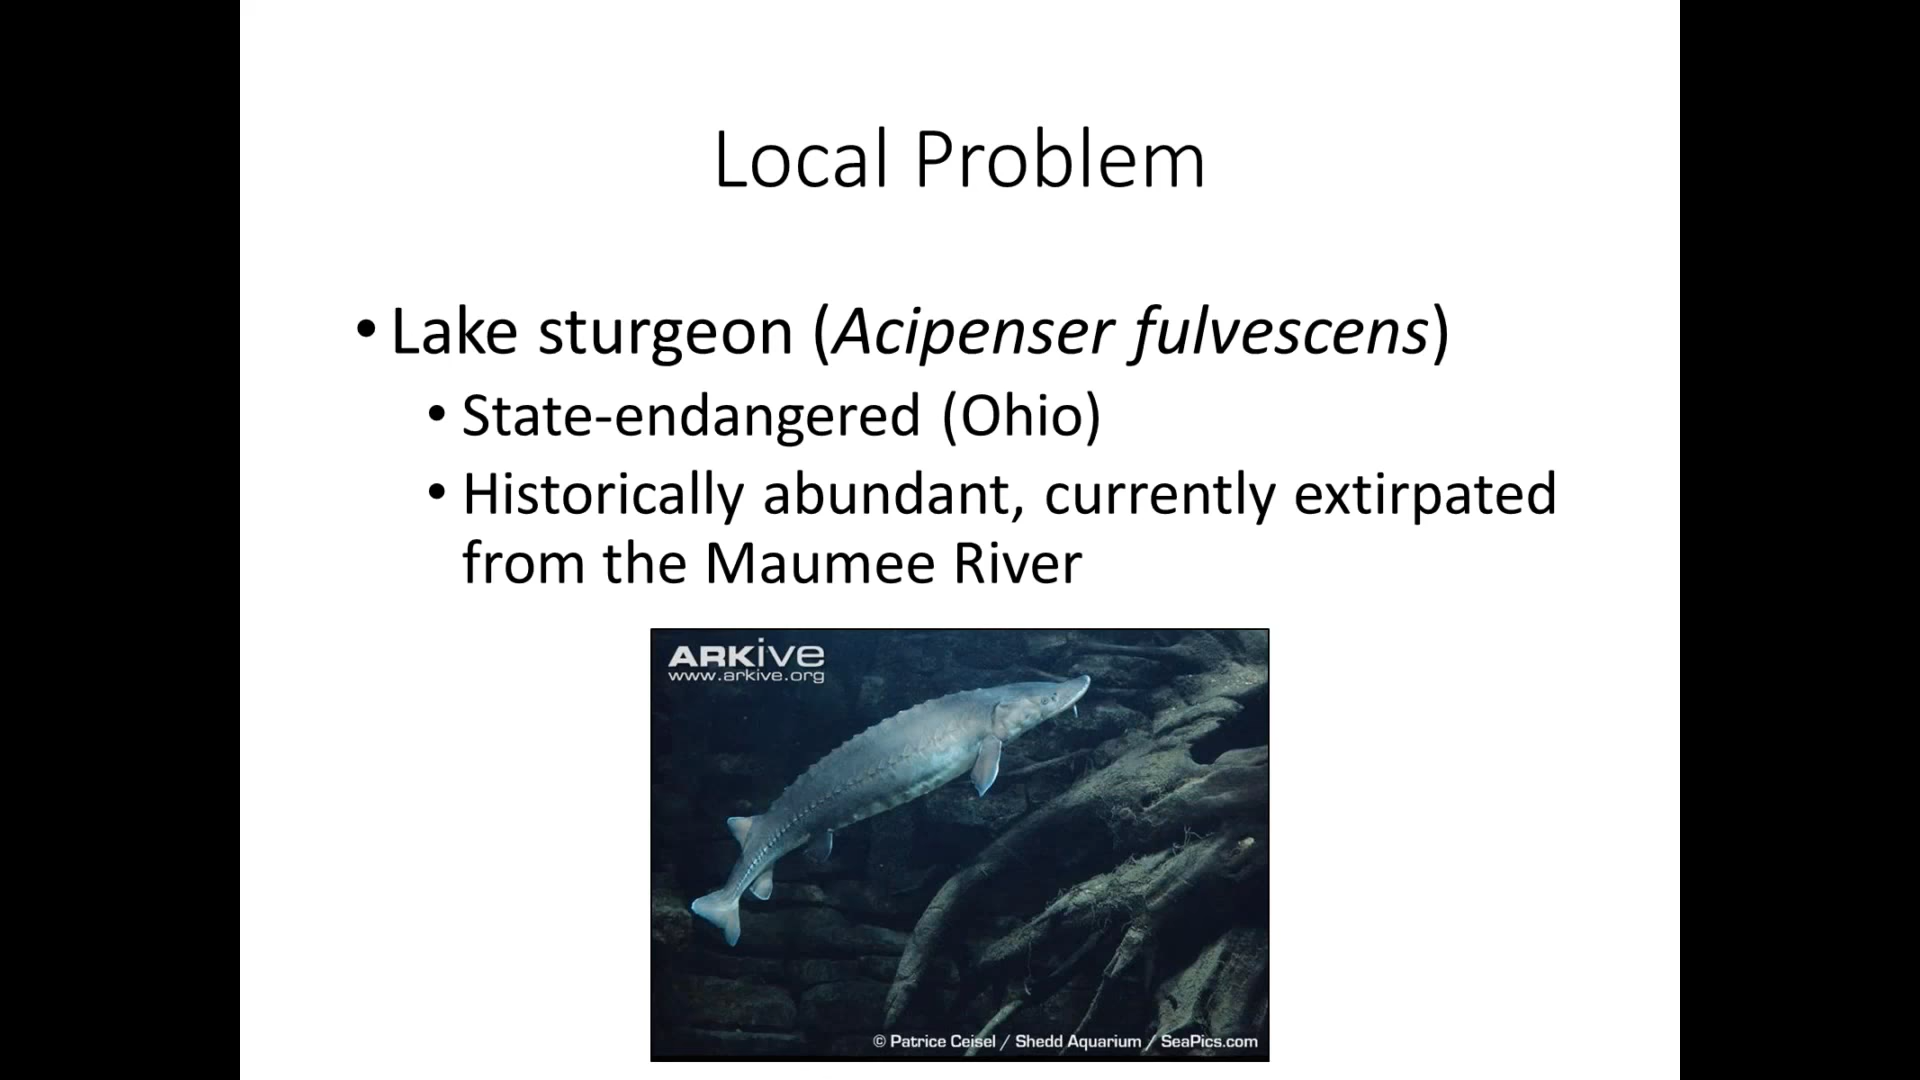 Local Problem
• Lake sturgeon (Acipenser fulvescens)
• State-endangered (Ohio)
• Historically abundant, currently extirpated
from the Maumee River
ARKive
www.arkive.org
© Patrice Ceisel / Shedd Aquarium / SeaPics.com